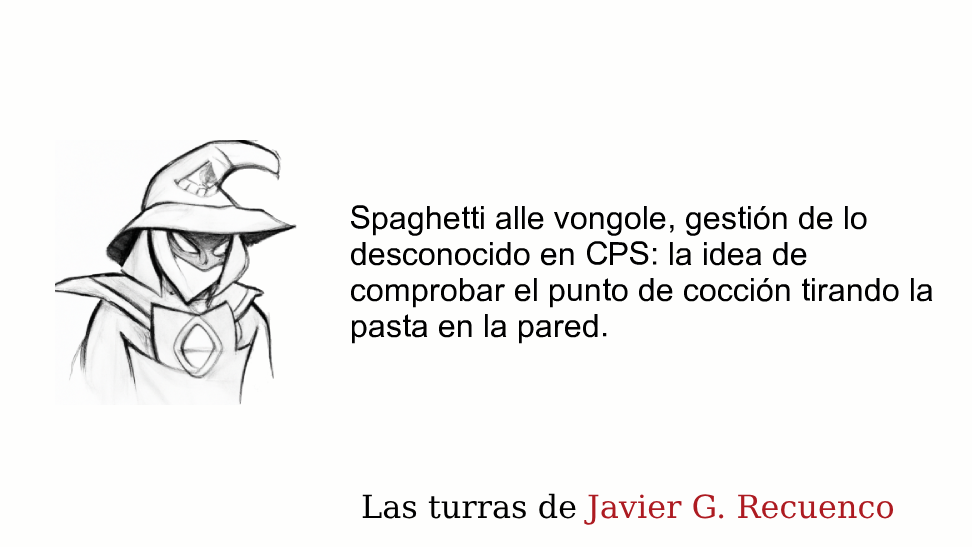 Spaghetti alle vongole, gestión de lo
desconocido en CPS: la idea de
comprobar el punto de cocción tirando la
pasta en la pared.
Las turras de Javier G. Recuenco